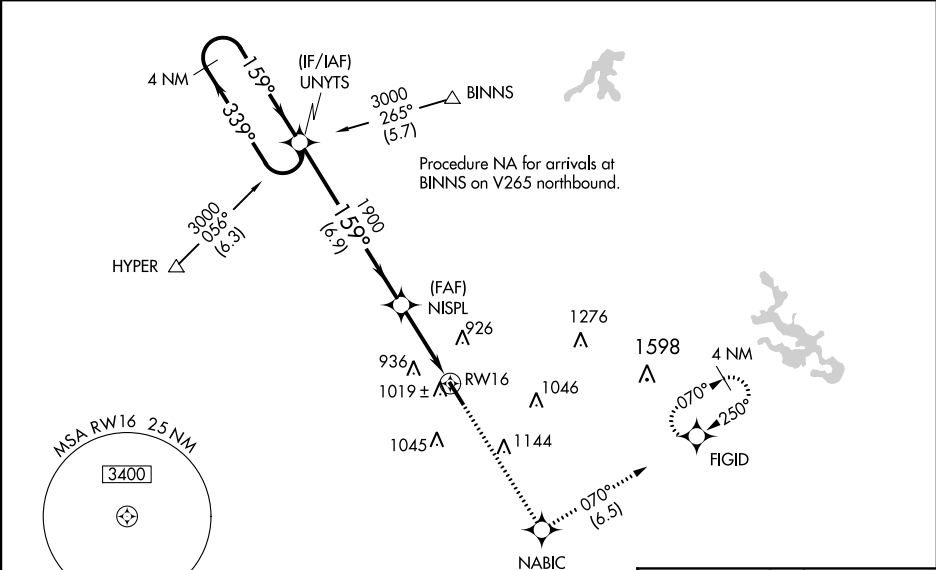 4 NM
159°
339°
(IF/IAF)
UNYTS
3000
265°
(5.7)
BINNS
Procedure NA for arrivals at
BINNS on V265 northbound.
3000
056°
(6.3)
HYPER
1900
159°
(6.9)
(FAF)
NISPL
926
1276
1598
4 NM
936
RW16
1019 ±
1046
070°
250°
1045
1144
FIGID
MSA RW16 25 NM
3400
070°
(6.5)
NABIC